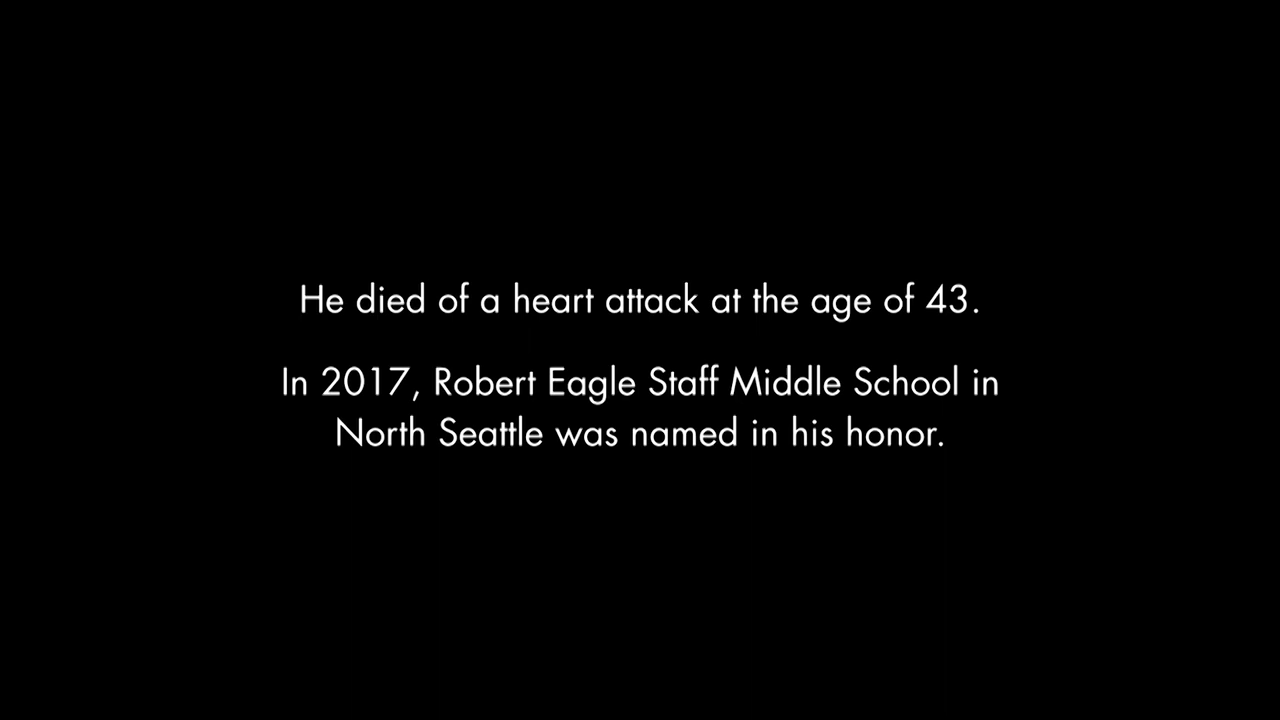 He died of a heart attack at the age of 43.
In 2017, Robert Eagle Staff Middle School in
North Seattle was named in his honor.